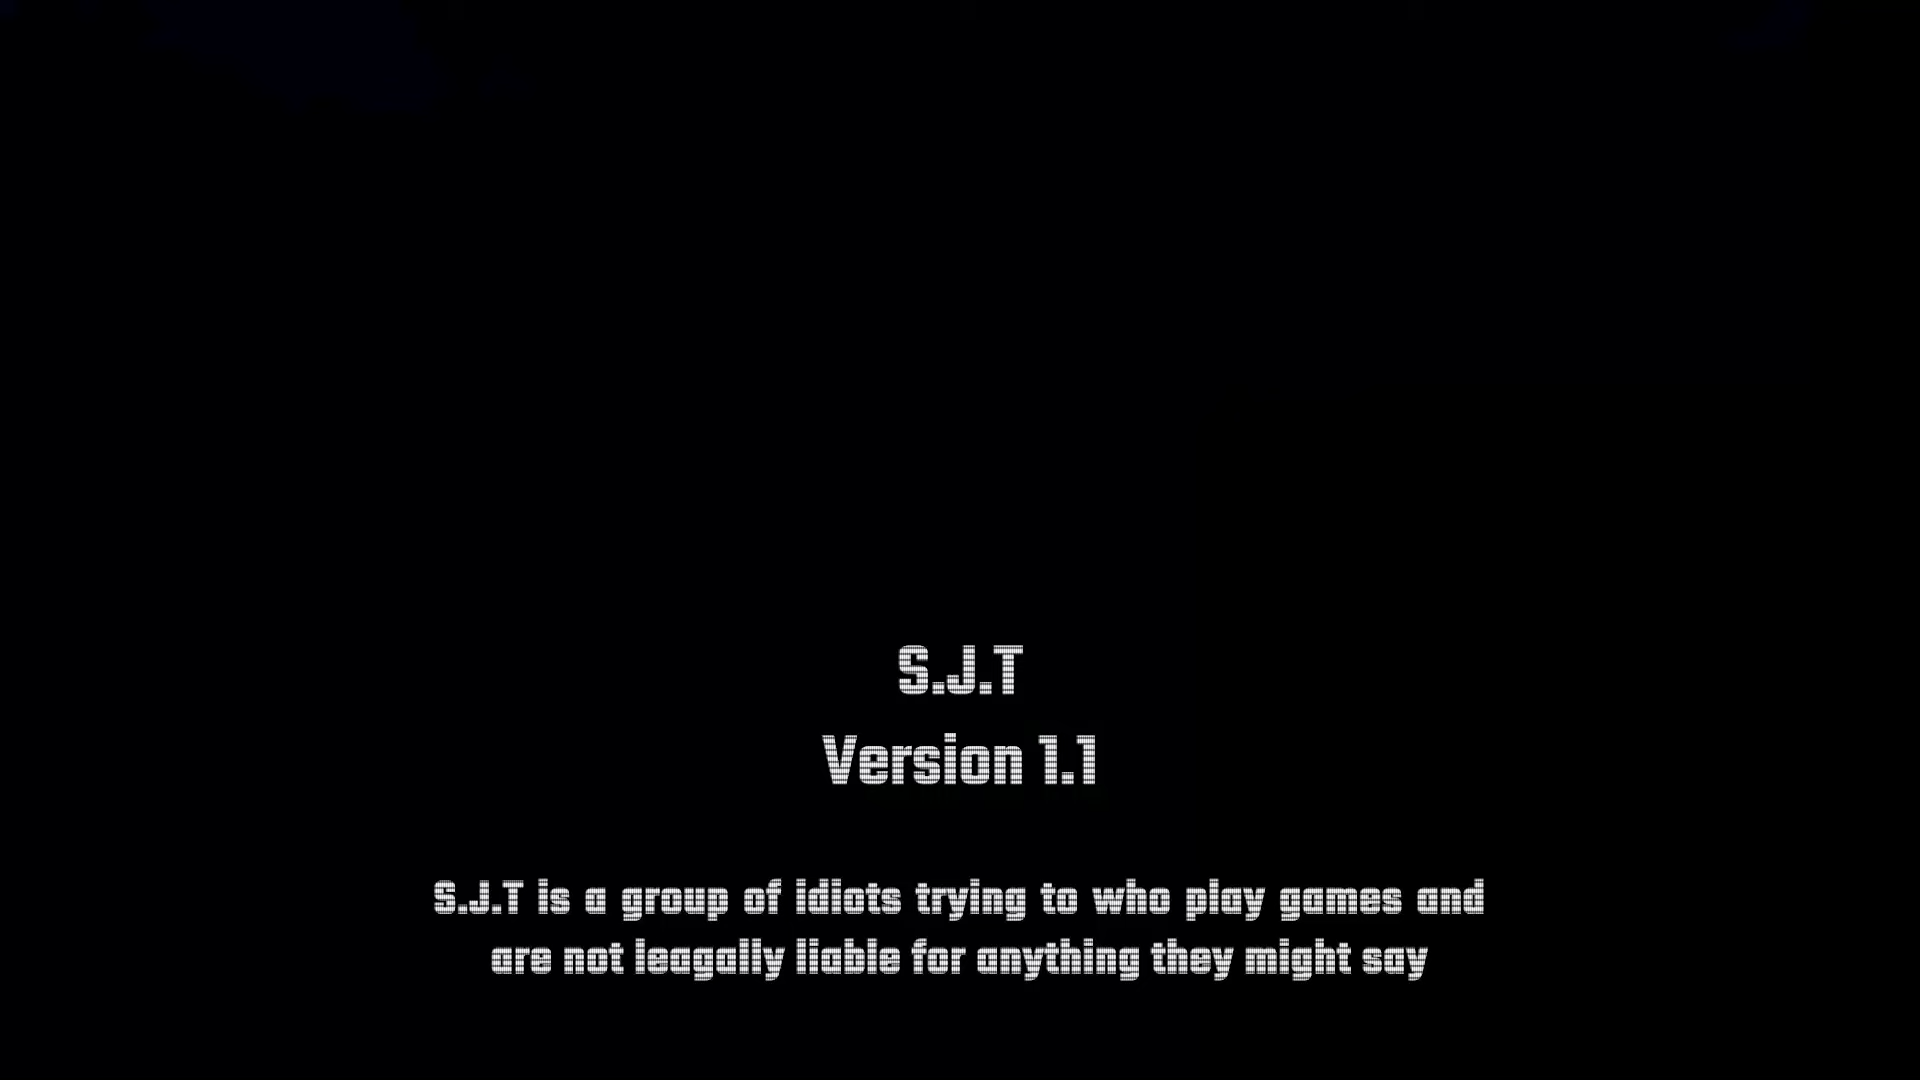 S.J.T
Version 1.1
S.J.T is a group of idiots trying to who play games and
are not leagally liable for anything they might say